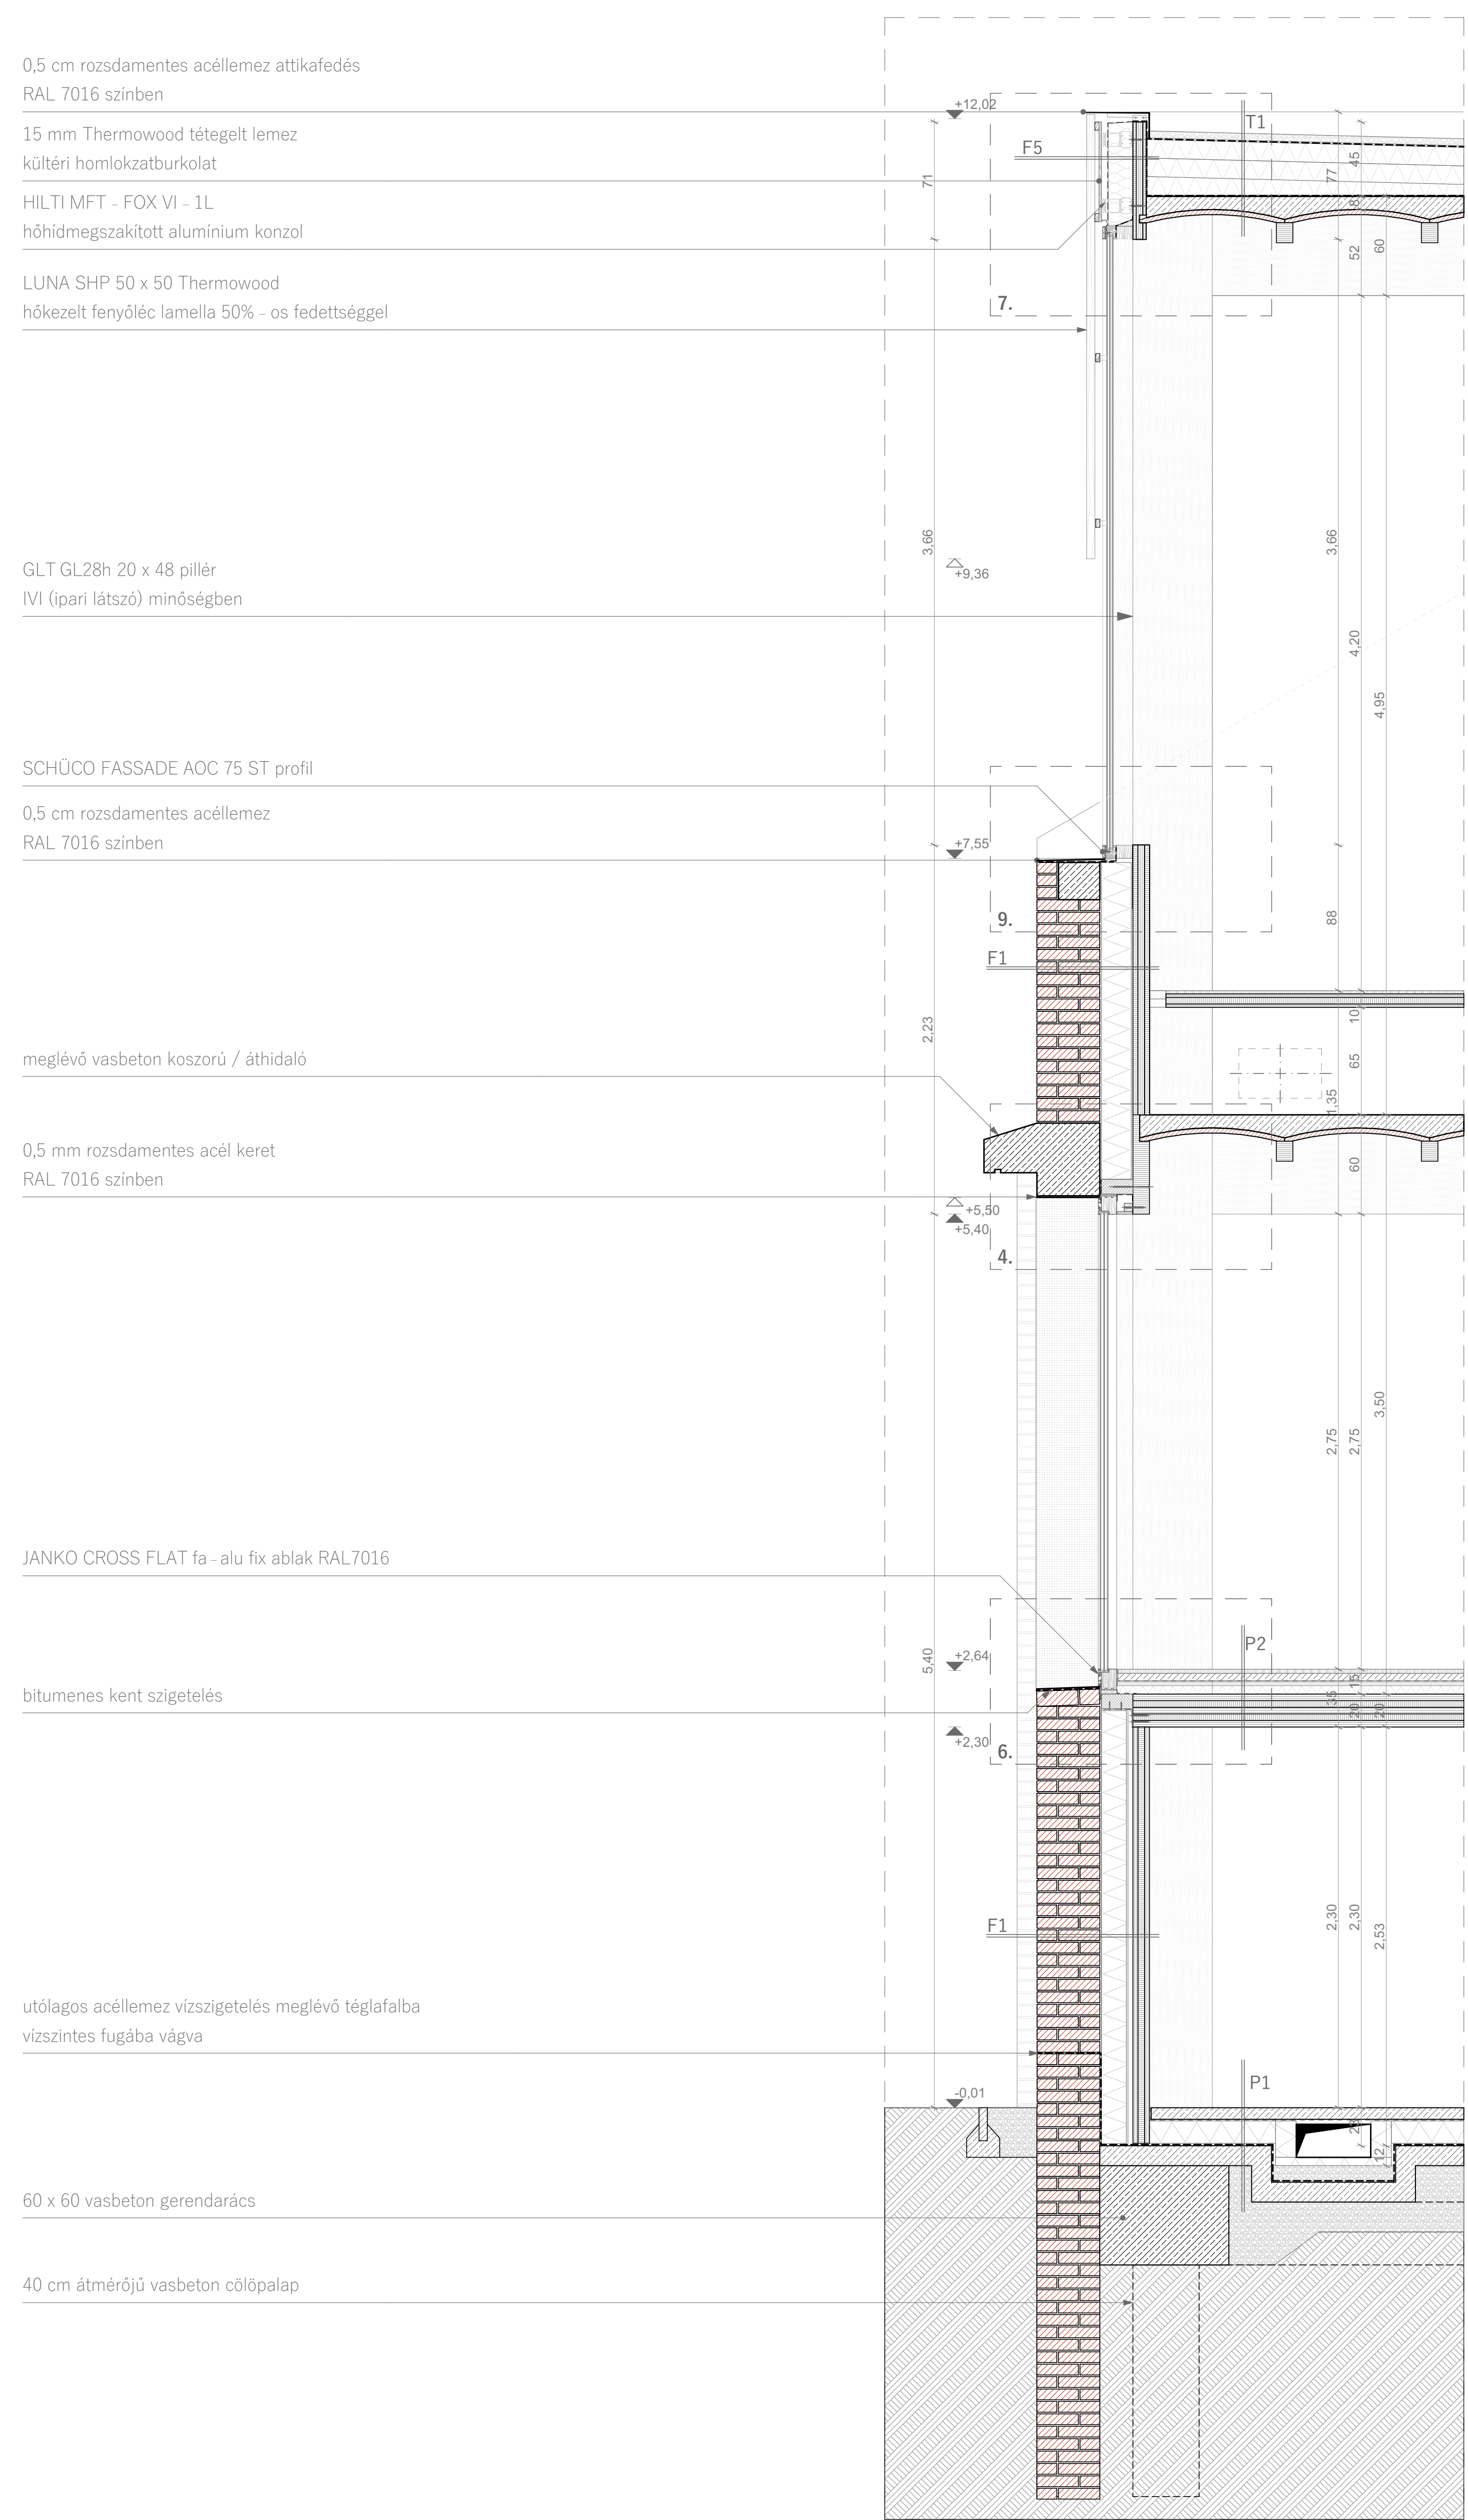 0,5 cm rozsdamentes acéllemez attikafedés
RAL 7016 színben
15 mm Thermowood tétegelt lemez
kültéri homlokzatburkolat
HILTI MFT - FOX VI - 1L
hőhídmegszakított alumínium konzol
LUNA SHP 50 x 50 Thermowood
hőkezelt fenyőléc lamella 50% - os fedettséggel
GLT GL28h 20 x 48 pillér
IVI (ipari látszó) minőségben
SCHÜCO FASSADE AOC 75 ST profil
0,5 cm rozsdamentes acéllemez
RAL 7016 színben
meglévő vasbeton koszorú / áthidaló
0,5 mm rozsdamentes acél keret
RAL 7016 színben
JANKO CROSS FLAT fa - alu fix ablak RAL7016
bitumenes kent szigetelés
utólagos acéllemez vízszigetelés meglévő téglafalba
vízszintes fugába vágva
60 x 60 vasbeton gerendarács
40 cm átmérőjű vasbeton cölöpalap
+12,02
T1
F5
71
77
45
8
52
60
7.
3,66
3,66
+9,36
4,20
4,95
+7,55
9.
88
F1
2,23
10
65
1,35
60
+5,50
+5,40
4.
3,50
2,75
2,75
5,40
+2,64
P2
15
35
20
20
+2,30
6.
F1
2,30
2,30
2,53
-0,01
P1
12